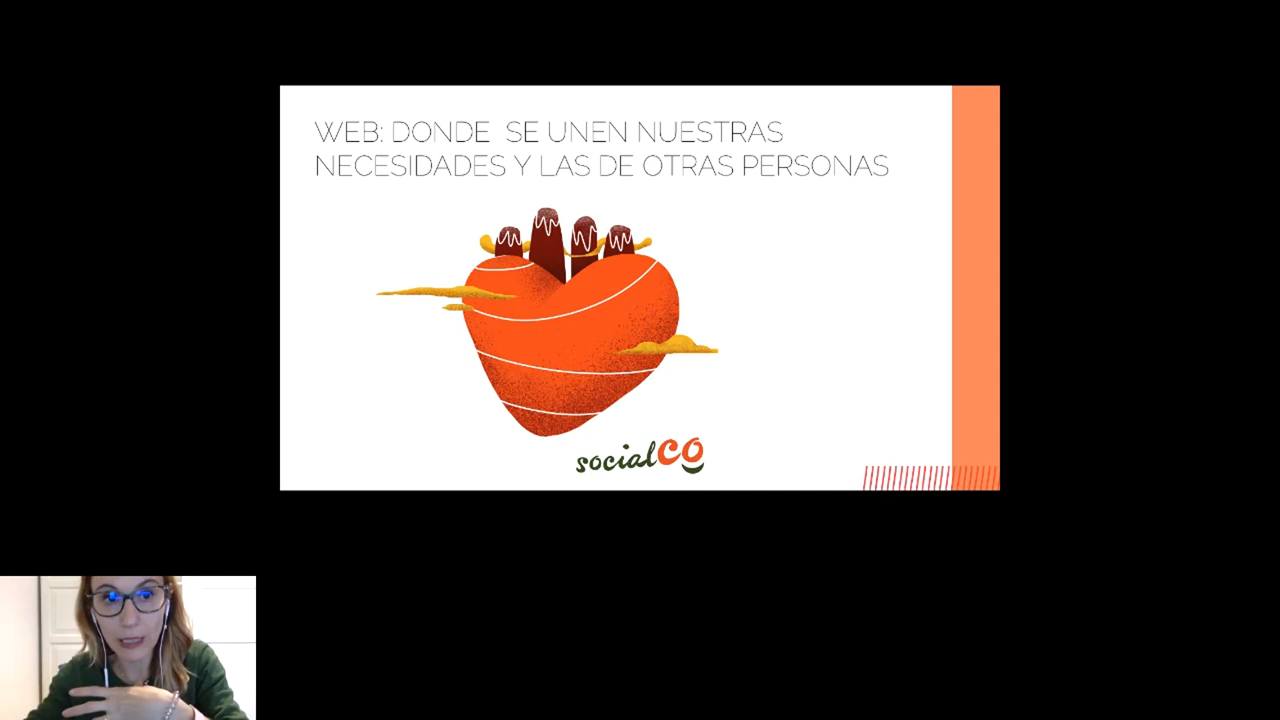 WEB: DONDE SE UNEN NUESTRAS
NECESIDADES Y LAS DE OTRAS PERSONAS
socialco